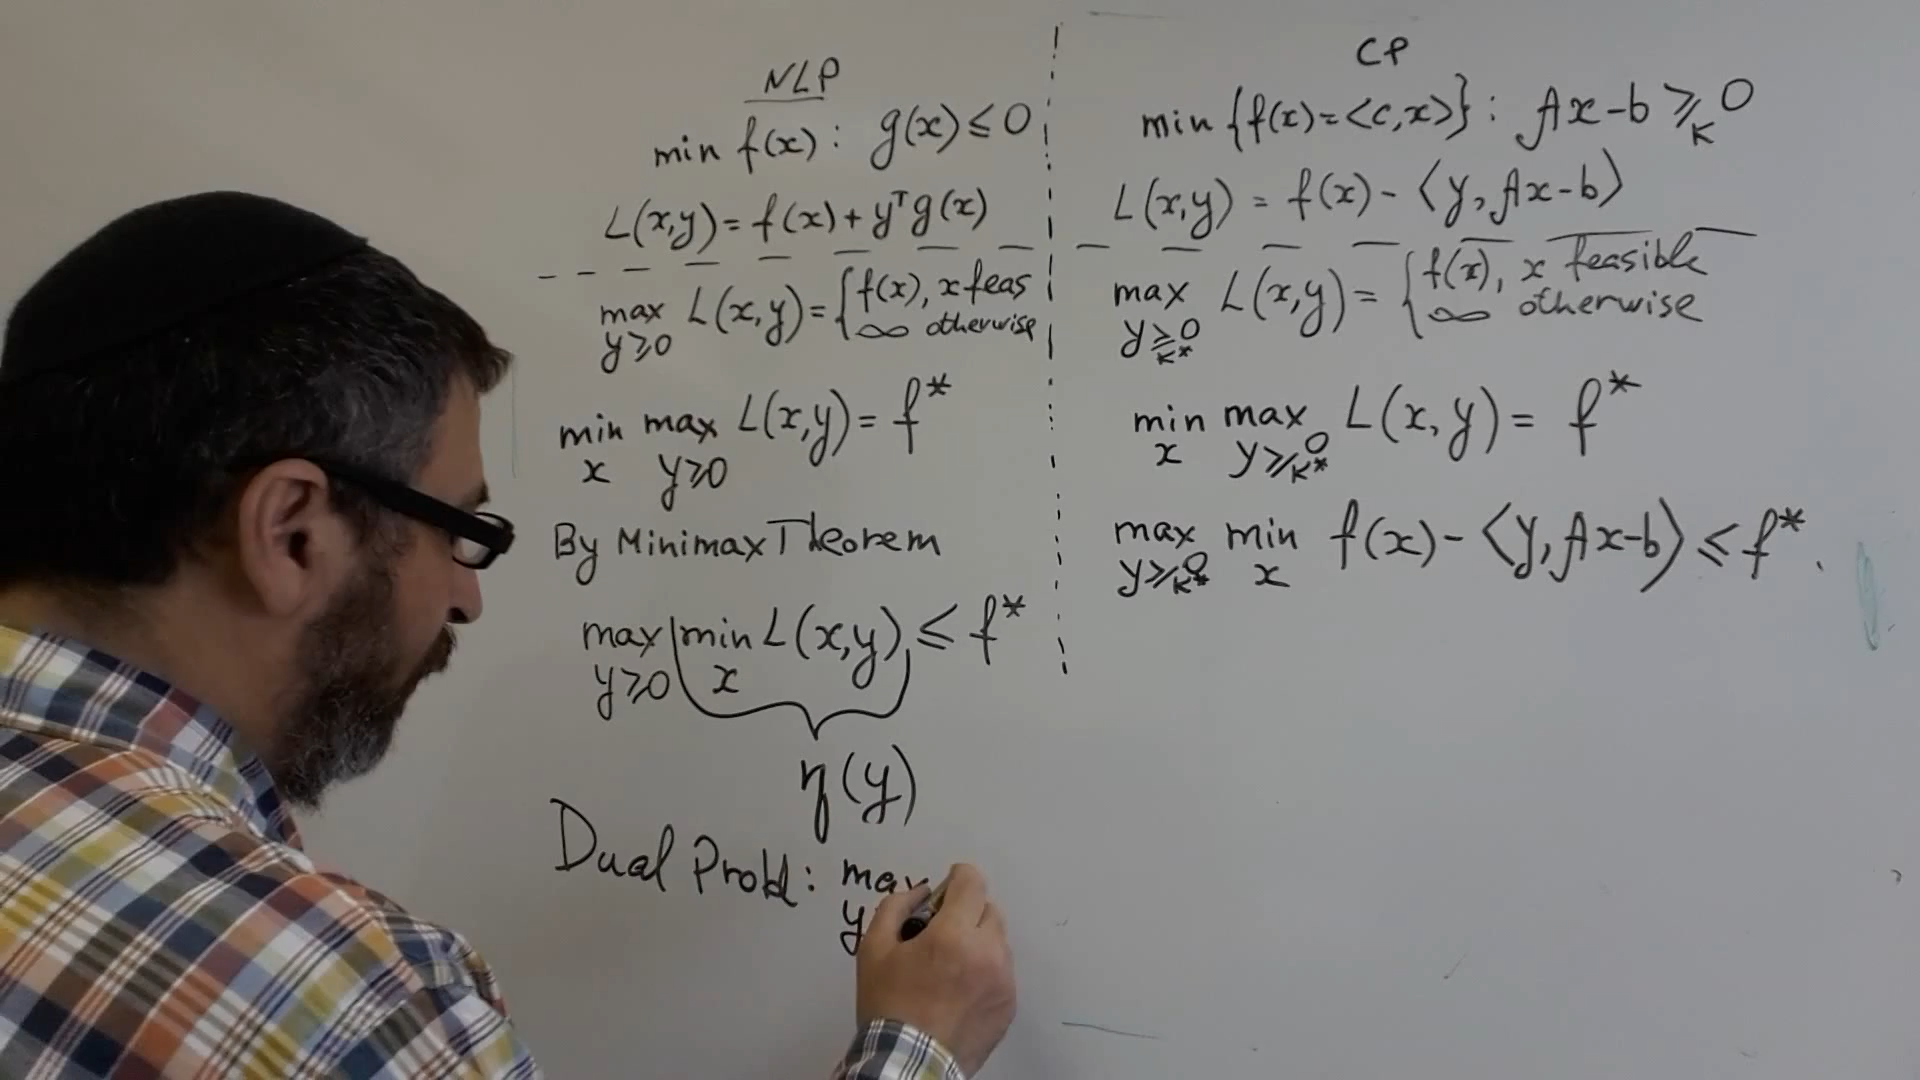 NLP
min f(x) : g(x) ≤ 0
L(x,y) = f(x) + yᵀg(x)
max L(x,y) = { f(x), x feas
y≥0 ∞ otherwise
min max L(x,y) = f*
x y≥0
By Minimax Theorem
max min L(x,y) ≤ f*
y≥0 x
η(y)
Dual Probl: max
y
CP
min {f(x) = <c,x>} : Ax-b ≥_K 0
L(x,y) = f(x) - ⟨y, Ax-b⟩
max L(x,y) = { f(x), x feasible
y ≥_K* 0 ∞ otherwise
min max L(x,y) = f*
x y ≥_K* 0
max min f(x) - ⟨y, Ax-b⟩ ≤ f*.
y ≥_K* 0 x